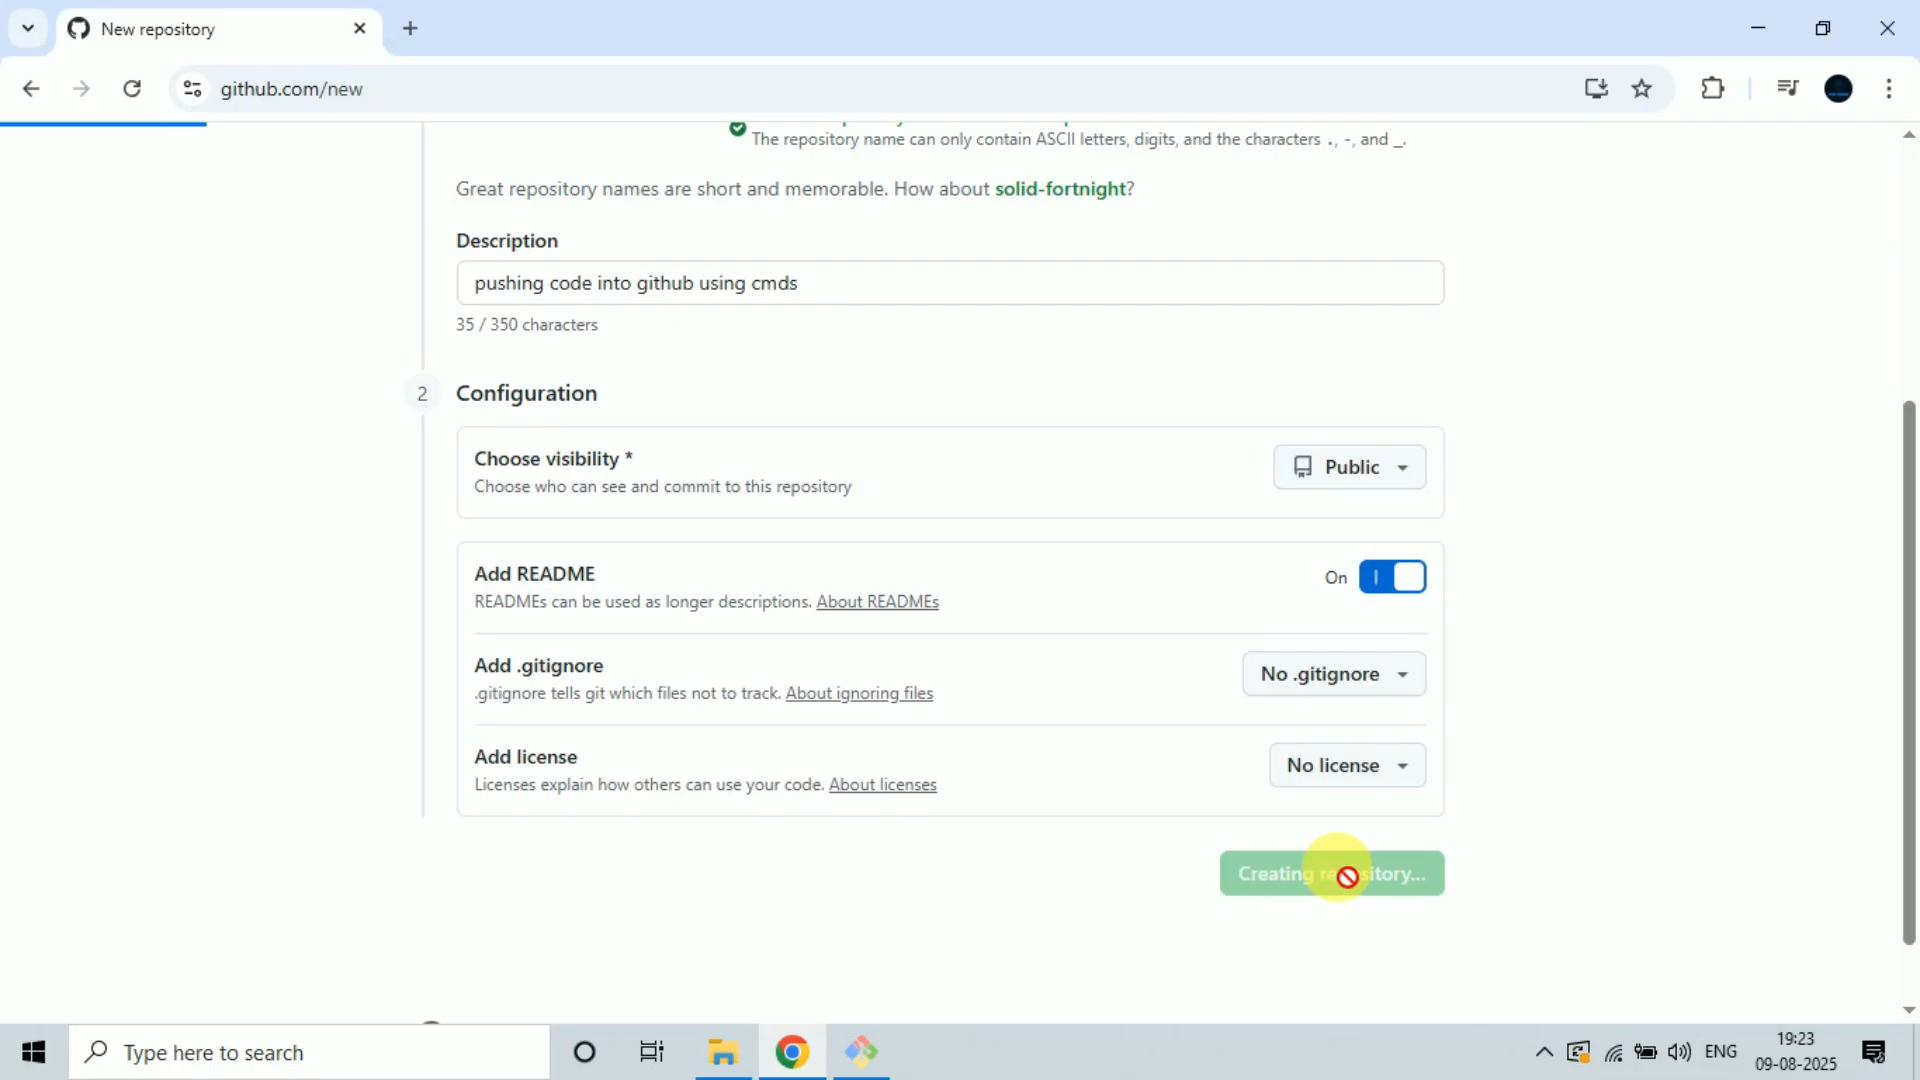 New repository
github.com/new
The repository name can only contain ASCII letters, digits, and the characters ., -, and _.
Great repository names are short and memorable. How about solid-fortnight?
Description
pushing code into github using cmds
35 / 350 characters
2 Configuration
Choose visibility *
Choose who can see and commit to this repository
Public
Add README
READMEs can be used as longer descriptions. About READMEs
On
Add .gitignore
.gitignore tells git which files not to track. About ignoring files
No .gitignore
Add license
Licenses explain how others can use your code. About licenses
No license
Creating repository...
Type here to search
ENG
19:23
09-08-2025